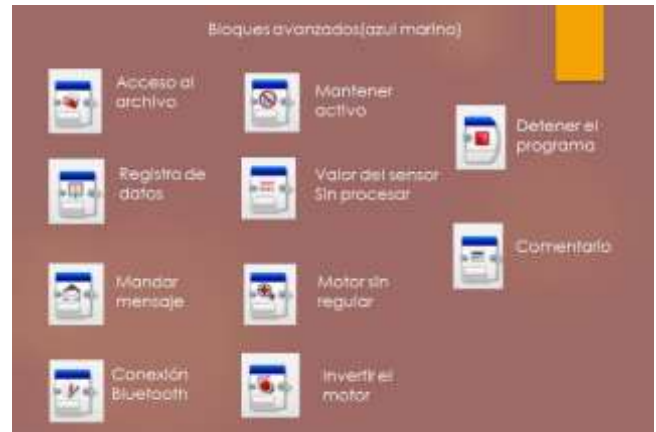 Bloques avanzados(azul marino)
Acceso al
archivo
Registro de
datos
Mandar
mensaje
Conexión
Bluetooth
Mantener
activo
Valor del sensor
Sin procesar
Motor sin
regular
Invertir el
motor
Detener el
programa
Comentario